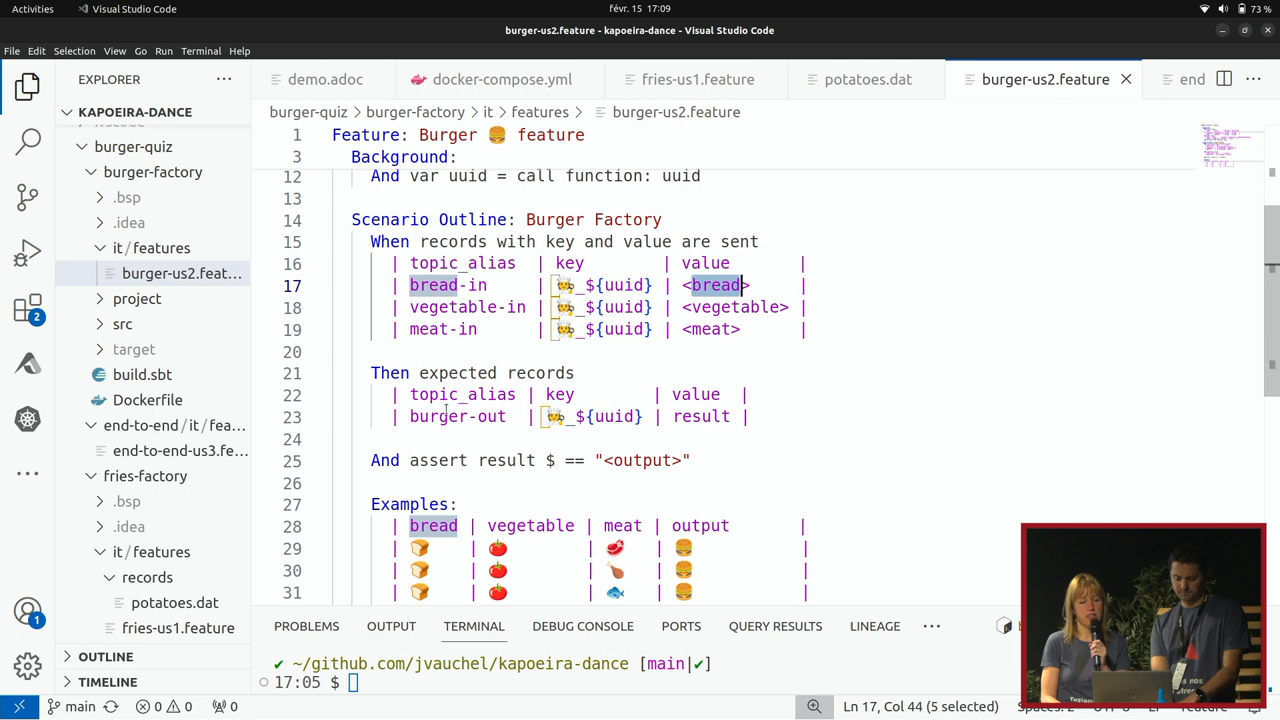 Activities Visual Studio Code févr. 15 17:09 73 %
burger-us2.feature - kapoeira-dance - Visual Studio Code
File Edit Selection View Go Run Terminal Help
EXPLORER ··· demo.adoc docker-compose.yml fries-us1.feature potatoes.dat burger-us2.feature end ···
KAPOEIRA-DANCE
burger-quiz > burger-factory > it > features > burger-us2.feature
burger-quiz
burger-factory
.bsp
.idea
it / features
burger-us2.feat...
project
src
target
build.sbt
Dockerfile
end-to-end / it / fea...
end-to-end-us3.fe...
fries-factory
.bsp
.idea
it / features
records
potatoes.dat
fries-us1.feature
OUTLINE
TIMELINE
1 Feature: Burger 🍔 feature
3 Background:
12 And var uuid = call function: uuid
13
14 Scenario Outline: Burger Factory
15 When records with key and value are sent
16 | topic_alias | key | value |
17 | bread-in | 🧑‍🍳_${uuid} | <bread> |
18 | vegetable-in | 🧑‍🍳_${uuid} | <vegetable> |
19 | meat-in | 🧑‍🍳_${uuid} | <meat> |
20
21 Then expected records
22 | topic_alias | key | value |
23 | burger-out | 🧑‍🍳_${uuid} | result |
24
25 And assert result $ == "<output>"
26
27 Examples:
28 | bread | vegetable | meat | output |
29 | 🍞 | 🍅 | 🥩 | 🍔 |
30 | 🍞 | 🍅 | 🍗 | 🍔 |
31 | 🍞 | 🍅 | 🐟 | 🍔 |
PROBLEMS OUTPUT TERMINAL DEBUG CONSOLE PORTS QUERY RESULTS LINEAGE ···
✔ ~/github.com/jvauchel/kapoeira-dance [main|✔]
17:05 $
main 0 0 0 Ln 17, Col 44 (5 selected)
2
1